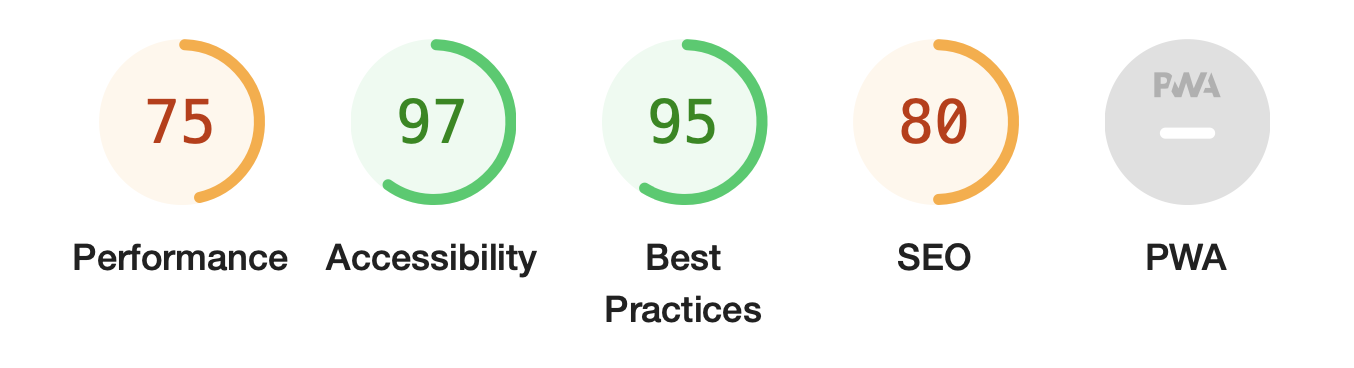 75
97
95
80
PWA
Performance
Accessibility
Best
Practices
SEO
PWA